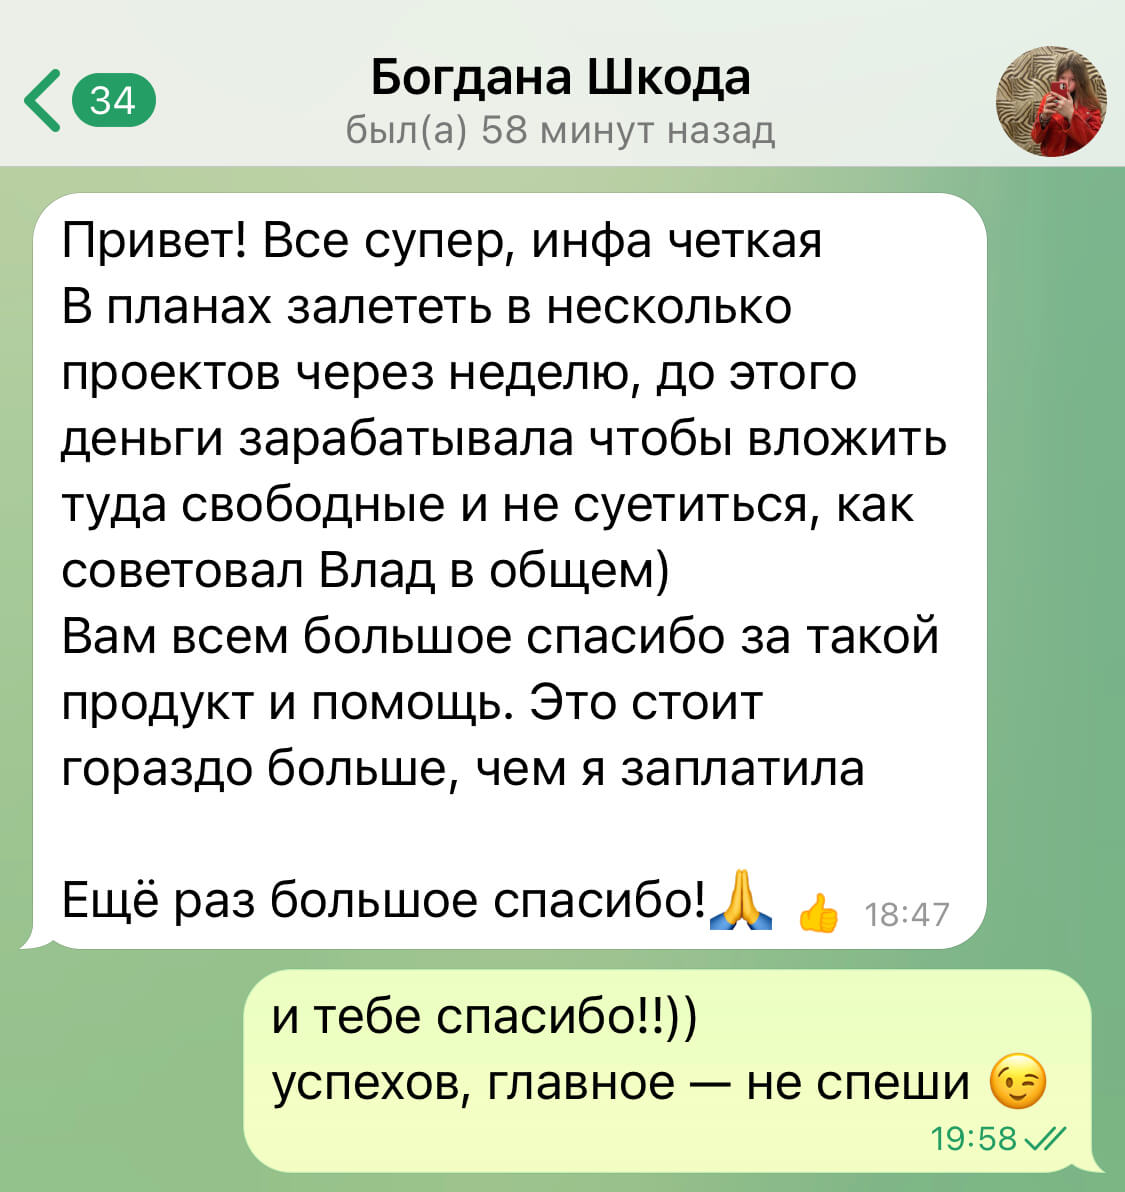 34
Богдана Шкода
был(а) 58 минут назад
Привет! Все супер, инфа четкая
В планах залететь в несколько
проектов через неделю, до этого
деньги зарабатывала чтобы вложить
туда свободные и не суетиться, как
советовал Влад в общем)
Вам всем большое спасибо за такой
продукт и помощь. Это стоит
гораздо больше, чем я заплатила
Ещё раз большое спасибо!🙏 👍 18:47
и тебе спасибо!!))
успехов, главное — не спеши 😉
19:58